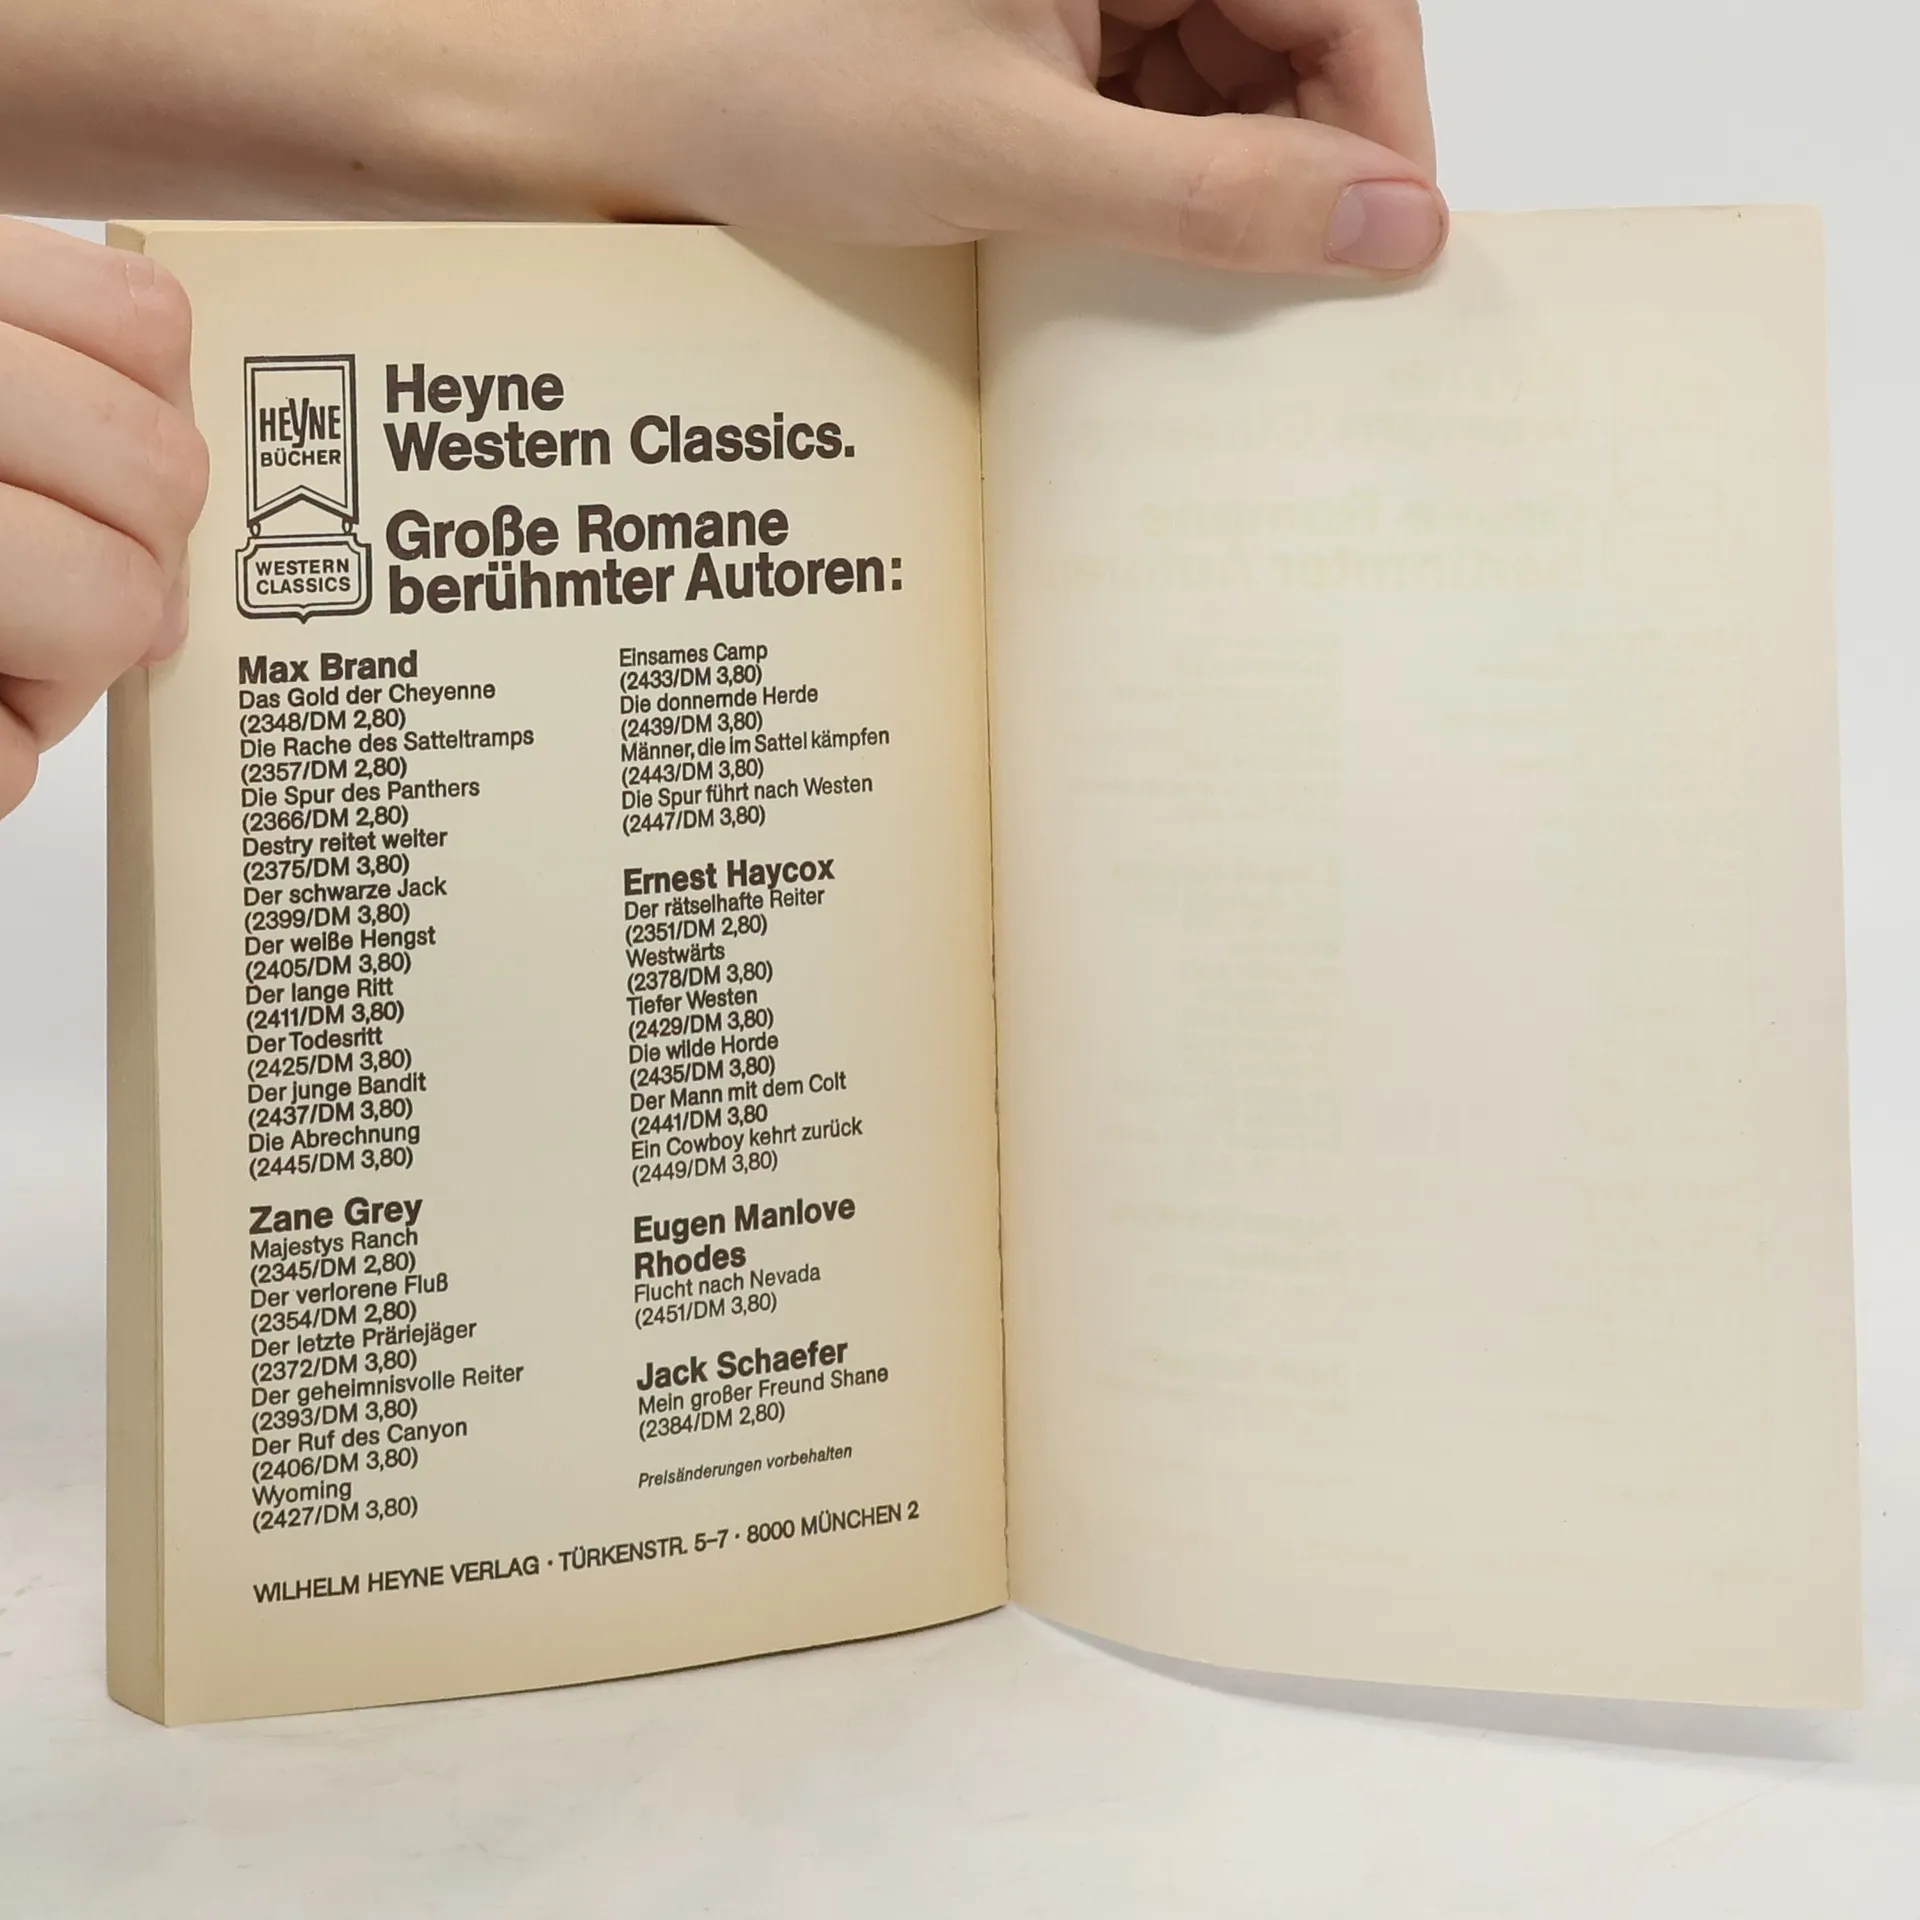 HEYNE
BÜCHER
WESTERN
CLASSICS
Heyne
Western Classics.
Große Romane
berühmter Autoren:
Max Brand
Das Gold der Cheyenne
(2348/DM 2,80)
Die Rache des Satteltramps
(2357/DM 2,80)
Die Spur des Panthers
(2366/DM 2,80)
Destry reitet weiter
(2375/DM 3,80)
Der schwarze Jack
(2399/DM 3,80)
Der weiße Hengst
(2405/DM 3,80)
Der lange Ritt
(2411/DM 3,80)
Der Todesritt
(2425/DM 3,80)
Der junge Bandit
(2437/DM 3,80)
Die Abrechnung
(2445/DM 3,80)
Zane Grey
Majestys Ranch
(2345/DM 2,80)
Der verlorene Fluß
(2354/DM 2,80)
Der letzte Präriejäger
(2372/DM 3,80)
Der geheimnisvolle Reiter
(2393/DM 3,80)
Der Ruf des Canyon
(2406/DM 3,80)
Wyoming
(2427/DM 3,80)
Einsames Camp
(2433/DM 3,80)
Die donnernde Herde
(2439/DM 3,80)
Männer, die im Sattel kämpfen
(2443/DM 3,80)
Die Spur führt nach Westen
(2447/DM 3,80)
Ernest Haycox
Der rätselhafte Reiter
(2351/DM 2,80)
Westwärts
(2378/DM 3,80)
Tiefer Westen
(2429/DM 3,80)
Die wilde Horde
(2435/DM 3,80)
Der Mann mit dem Colt
(2441/DM 3,80
Ein Cowboy kehrt zurück
(2449/DM 3,80)
Eugen Manlove
Rhodes
Flucht nach Nevada
(2451/DM 3,80)
Jack Schaefer
Mein großer Freund Shane
(2384/DM 2,80)
Preisänderungen vorbehalten
WILHELM HEYNE VERLAG · TÜRKENSTR. 5–7 · 8000 MÜNCHEN 2